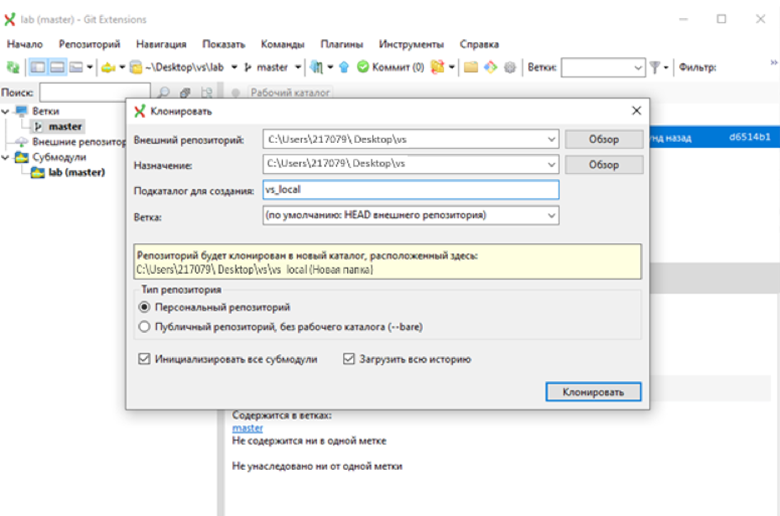 lab (master) - Git Extensions
Начало Репозиторий Навигация Показать Команды Плагины Инструменты Справка
~\Desktop\vs\lab master Коммит (0) Ветки: Фильтр:
Поиск: Рабочий каталог
Ветки
master
Внешние репозитор
Субмодули
lab (master)
нд назад d6514b1
Клонировать
Внешний репозиторий: C:\Users\217079\ Desktop\vs Обзор
Назначение: C:\Users\217079\ Desktop\vs Обзор
Подкаталог для создания: vs_local
Ветка: (по умолчанию: HEAD внешнего репозитория)
Репозиторий будет клонирован в новый каталог, расположенный здесь:
C:\Users\217079\ Desktop\vs\vs local (Новая папка)
Тип репозитория
Персональный репозиторий
Публичный репозиторий, без рабочего каталога (--bare)
Инициализировать все субмодули Загрузить всю историю
Клонировать
Содержится в ветках:
master
Не содержится ни в одной метке
Не унаследовано ни от одной метки